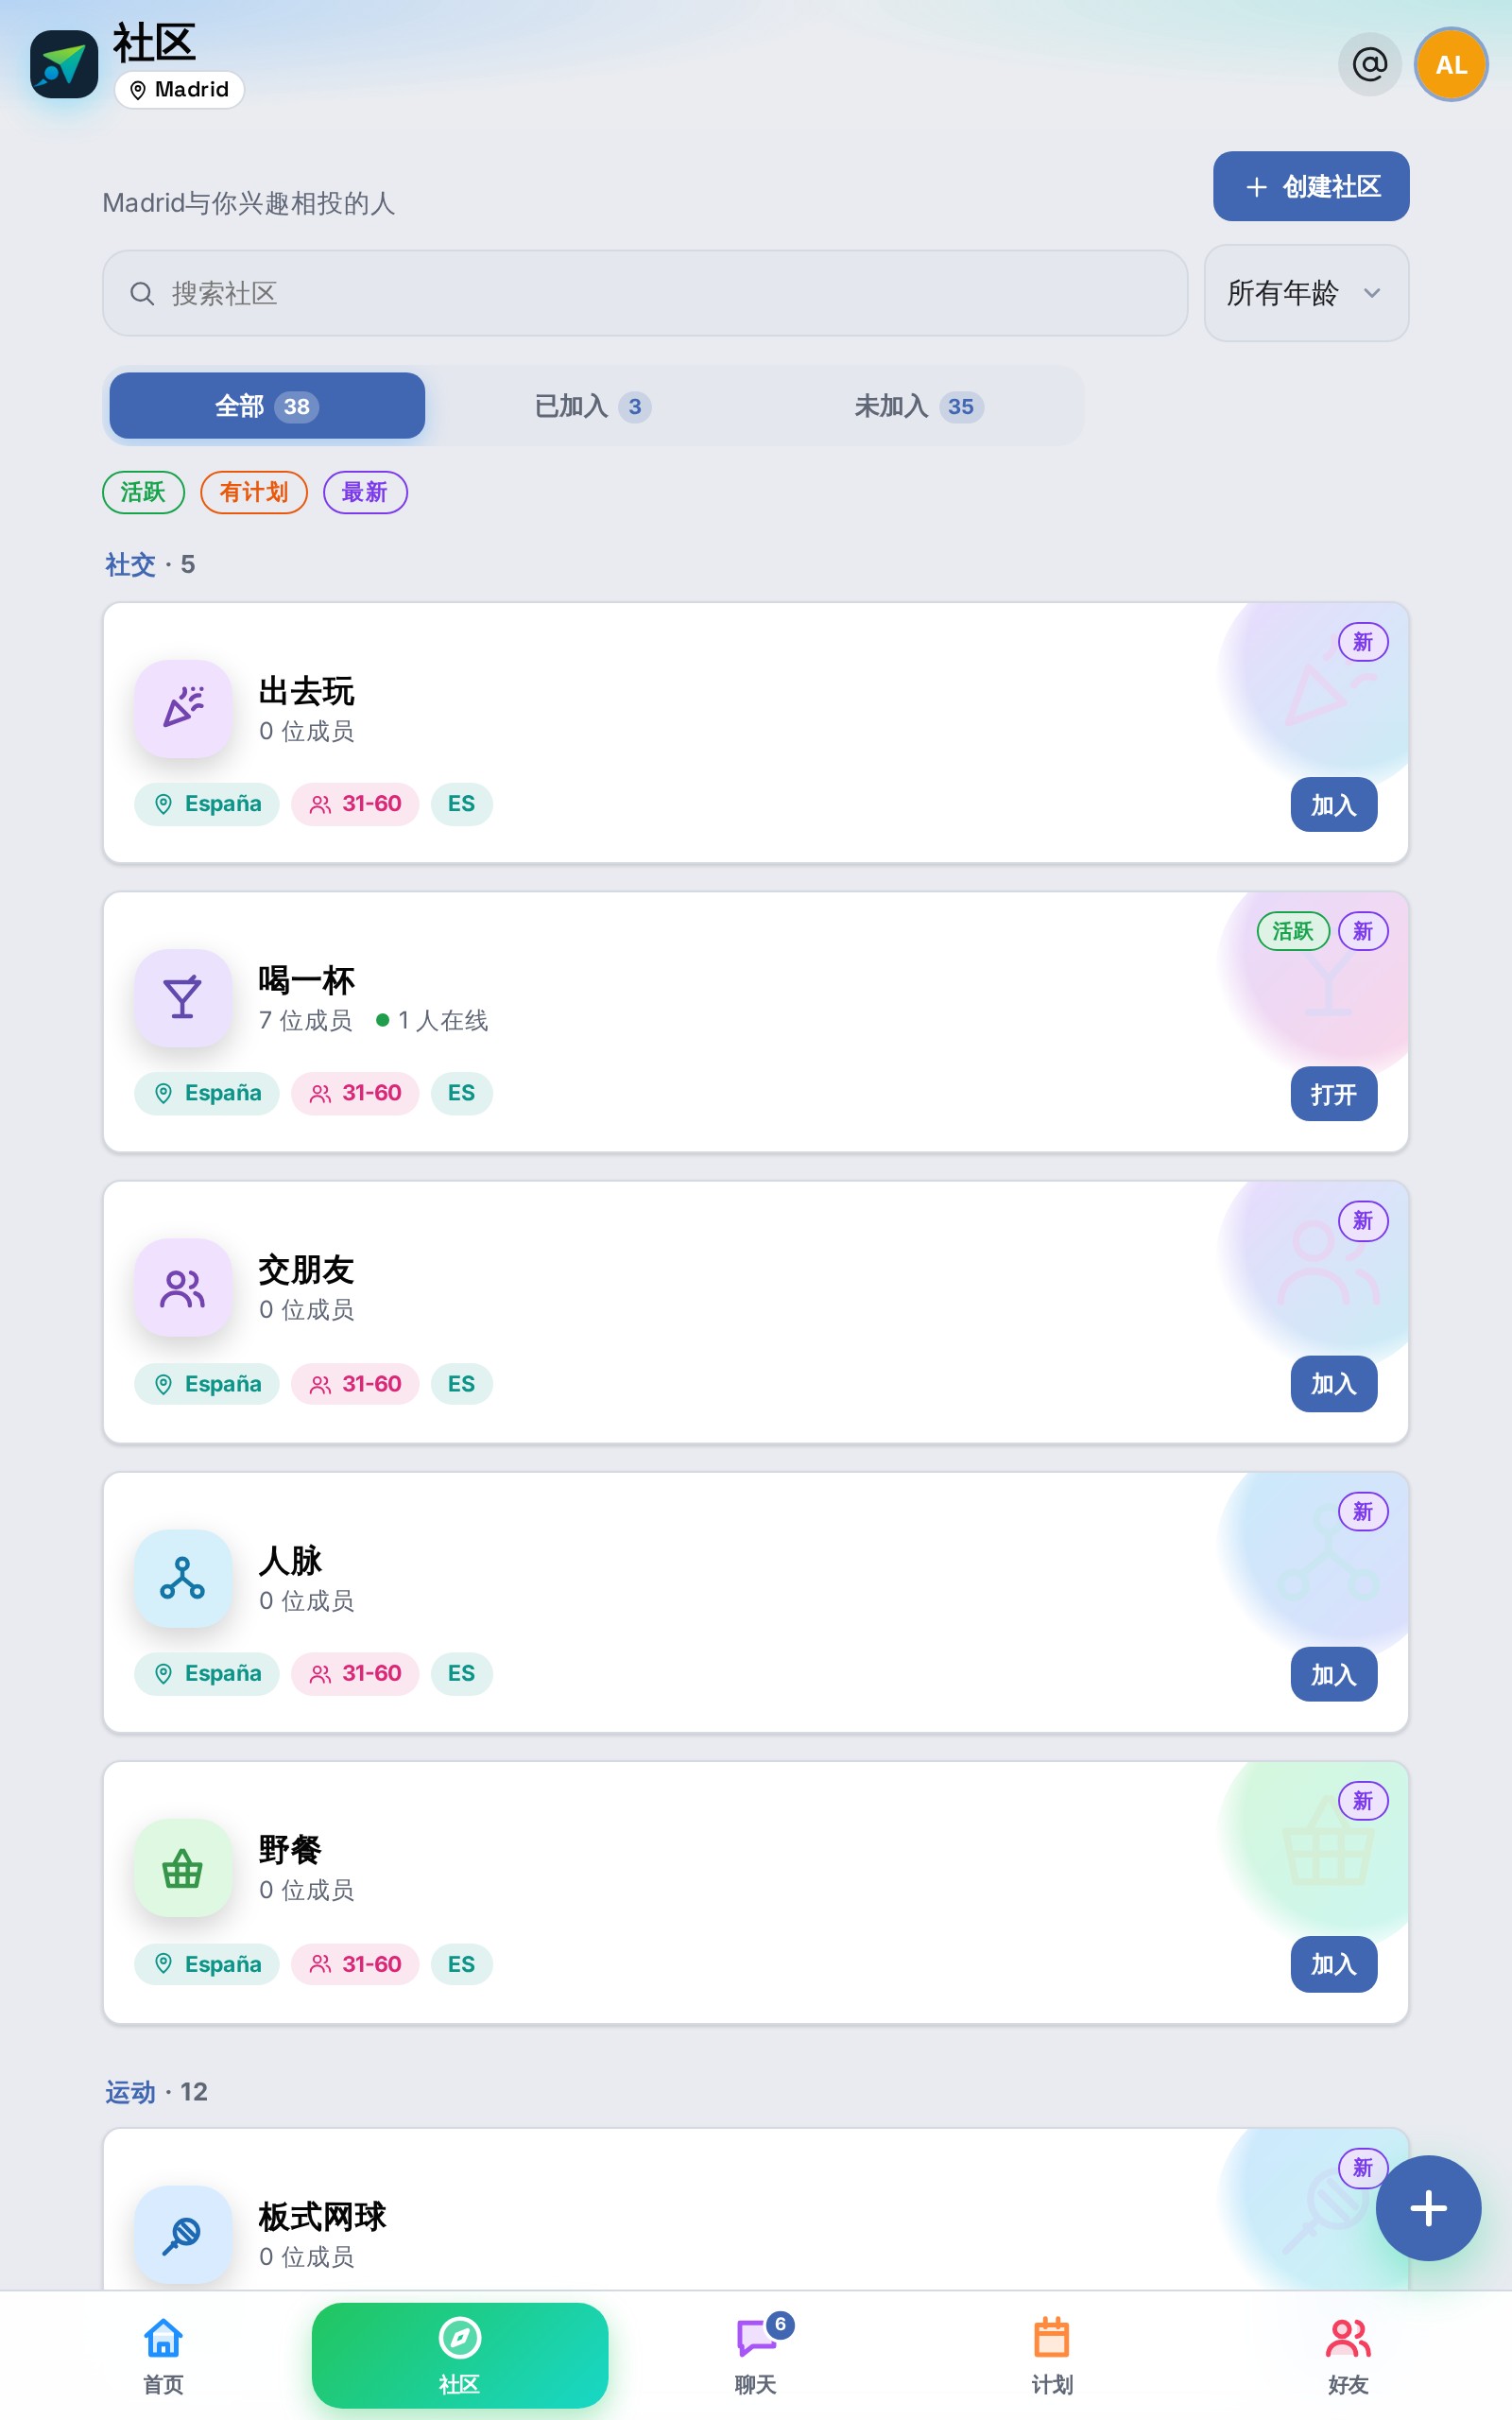 社区
Madrid
@
AL
Madrid与你兴趣相投的人
创建社区
搜索社区
所有年龄
全部 38
已加入 3
未加入 35
活跃
有计划
最新
社交 · 5
新
出去玩
0 位成员
España
31-60
ES
加入
活跃
新
喝一杯
7 位成员
1 人在线
España
31-60
ES
打开
新
交朋友
0 位成员
España
31-60
ES
加入
新
人脉
0 位成员
España
31-60
ES
加入
新
野餐
0 位成员
España
31-60
ES
加入
运动 · 12
新
板式网球
0 位成员
首页
社区
6
聊天
计划
好友